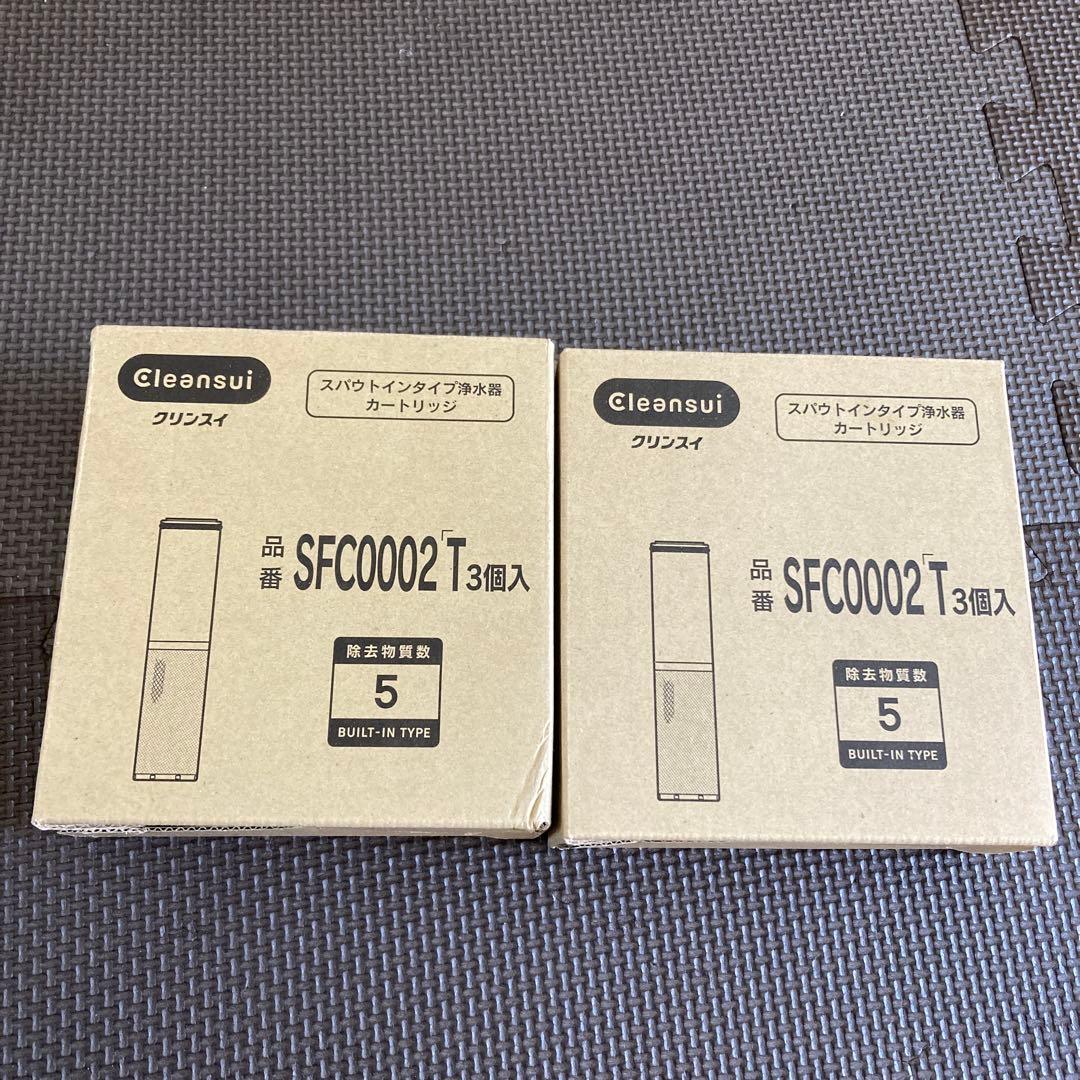 Cleansui
クリンスイ
スパウトインタイプ浄水器
カートリッジ
品番 SFC0002「T 3個入
除去物質数
5
BUILT-IN TYPE
Cleansui
クリンスイ
スパウトインタイプ浄水器
カートリッジ
品番 SFC0002「T 3個入
除去物質数
5
BUILT-IN TYPE